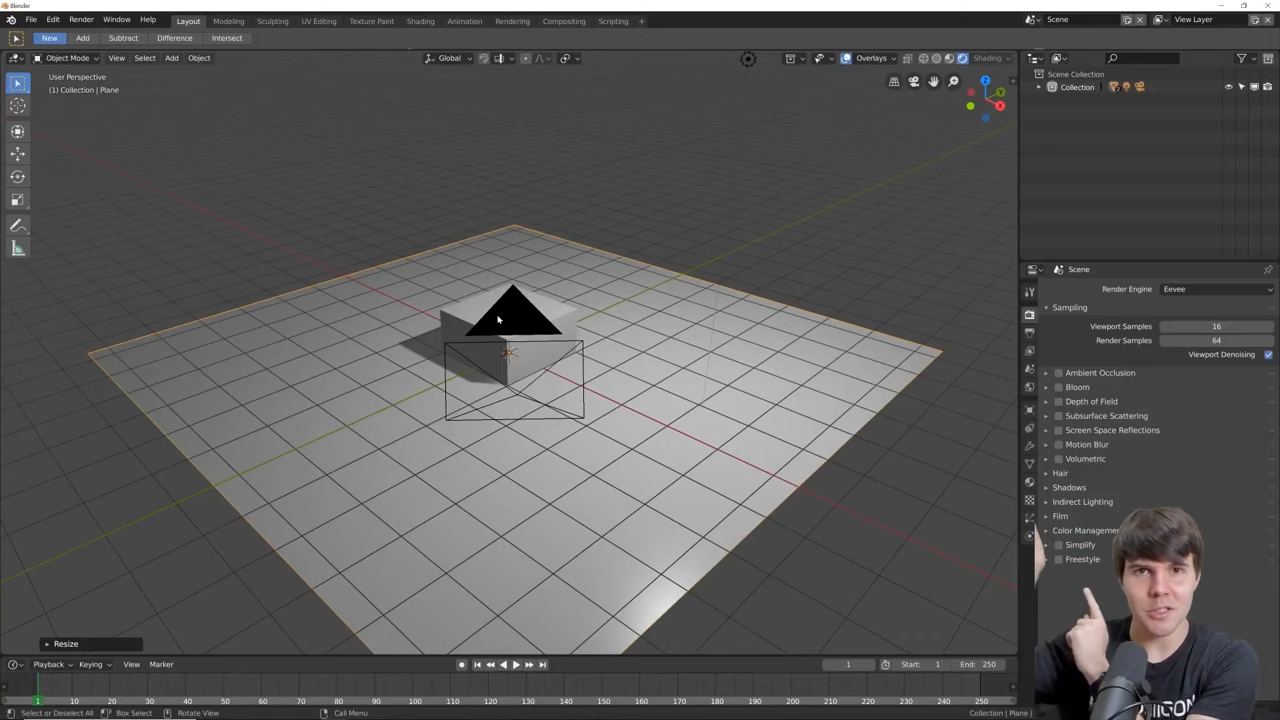 Blender
File Edit Render Window Help Layout Modeling Sculpting UV Editing Texture Paint Shading Animation Rendering Compositing Scripting + Scene View Layer
New Add Subtract Difference Intersect
Object Mode View Select Add Object Global Overlays Shading
User Perspective
(1) Collection | Plane
Z
Y
X
Scene Collection
Collection
Scene
Render Engine Eevee
Sampling
Viewport Samples 16
Render Samples 64
Viewport Denoising
Ambient Occlusion
Bloom
Depth of Field
Subsurface Scattering
Screen Space Reflections
Motion Blur
Volumetric
Hair
Shadows
Indirect Lighting
Film
Color Managemen
Simplify
Freestyle
Resize
Playback Keying View Marker 1 Start: 1 End: 250
1 10 20 30 40 50 60 70 80 90 100 110 120 130 140 150 160 170 180 190 200 210 220 230 240 250
Select or Deselect All Box Select Rotate View Call Menu Collection | Plane